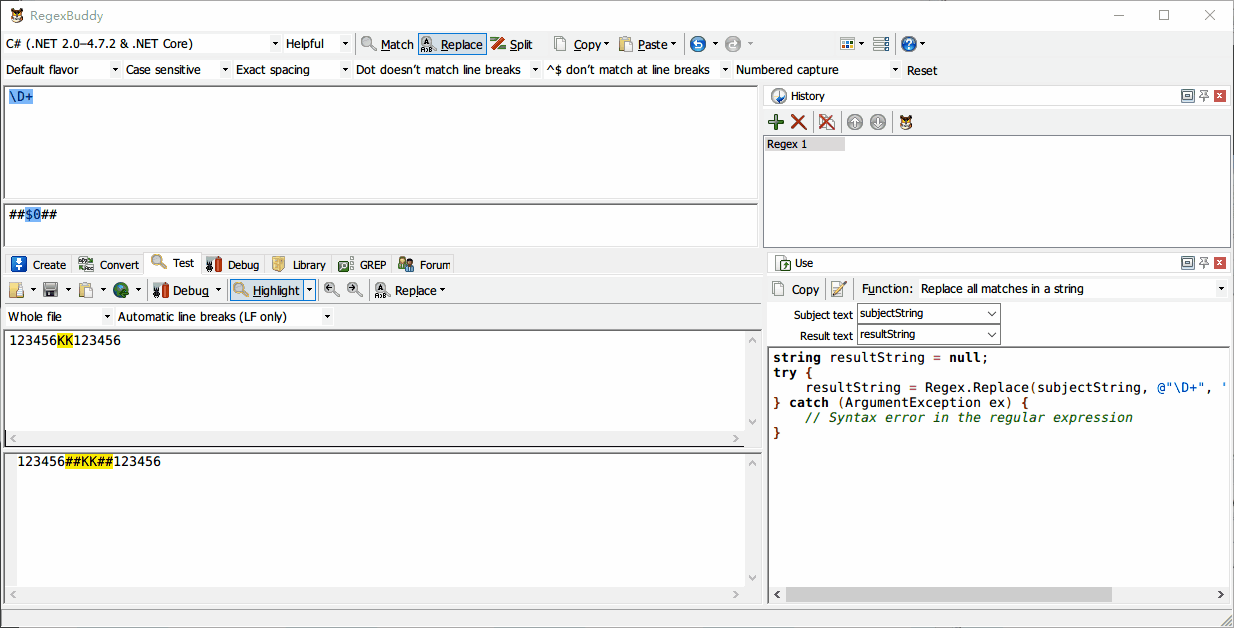 RegexBuddy
C# (.NET 2.0–4.7.2 & .NET Core) Helpful Match Replace Split Copy Paste
Default flavor Case sensitive Exact spacing Dot doesn't match line breaks ^$ don't match at line breaks Numbered capture Reset
\D+
History
Regex 1
##$0##
Create Convert Test Debug Library GREP Forum
Use
Debug Highlight Replace
Copy Function: Replace all matches in a string
Whole file Automatic line breaks (LF only)
Subject text subjectString
Result text resultString
123456KK123456
123456##KK##123456
string resultString = null;
try {
resultString = Regex.Replace(subjectString, @"\D+", '
} catch (ArgumentException ex) {
// Syntax error in the regular expression
}